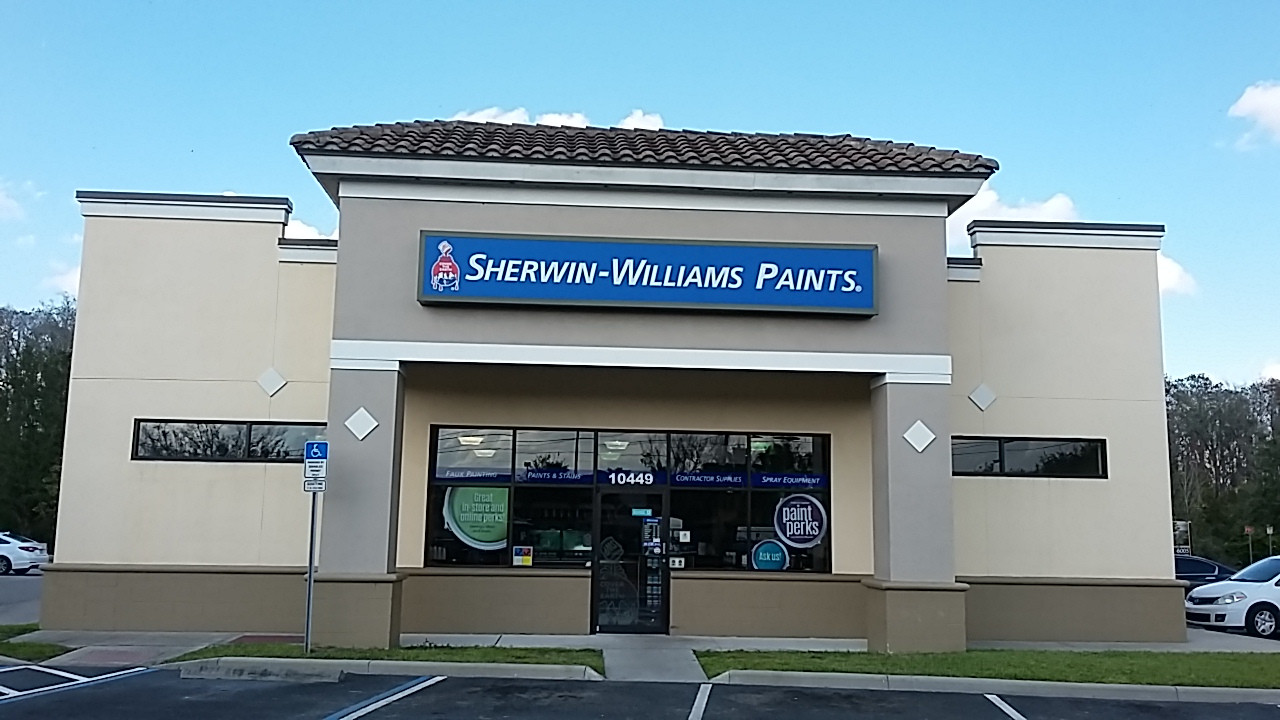 SHERWIN-WILLIAMS PAINTS®
FAUX PAINTING
PAINTS & STAINS
10449
CONTRACTOR SUPPLIES
SPRAY EQUIPMENT
Great
in-store and
online perks!
paint
perks
Ask us!
6005